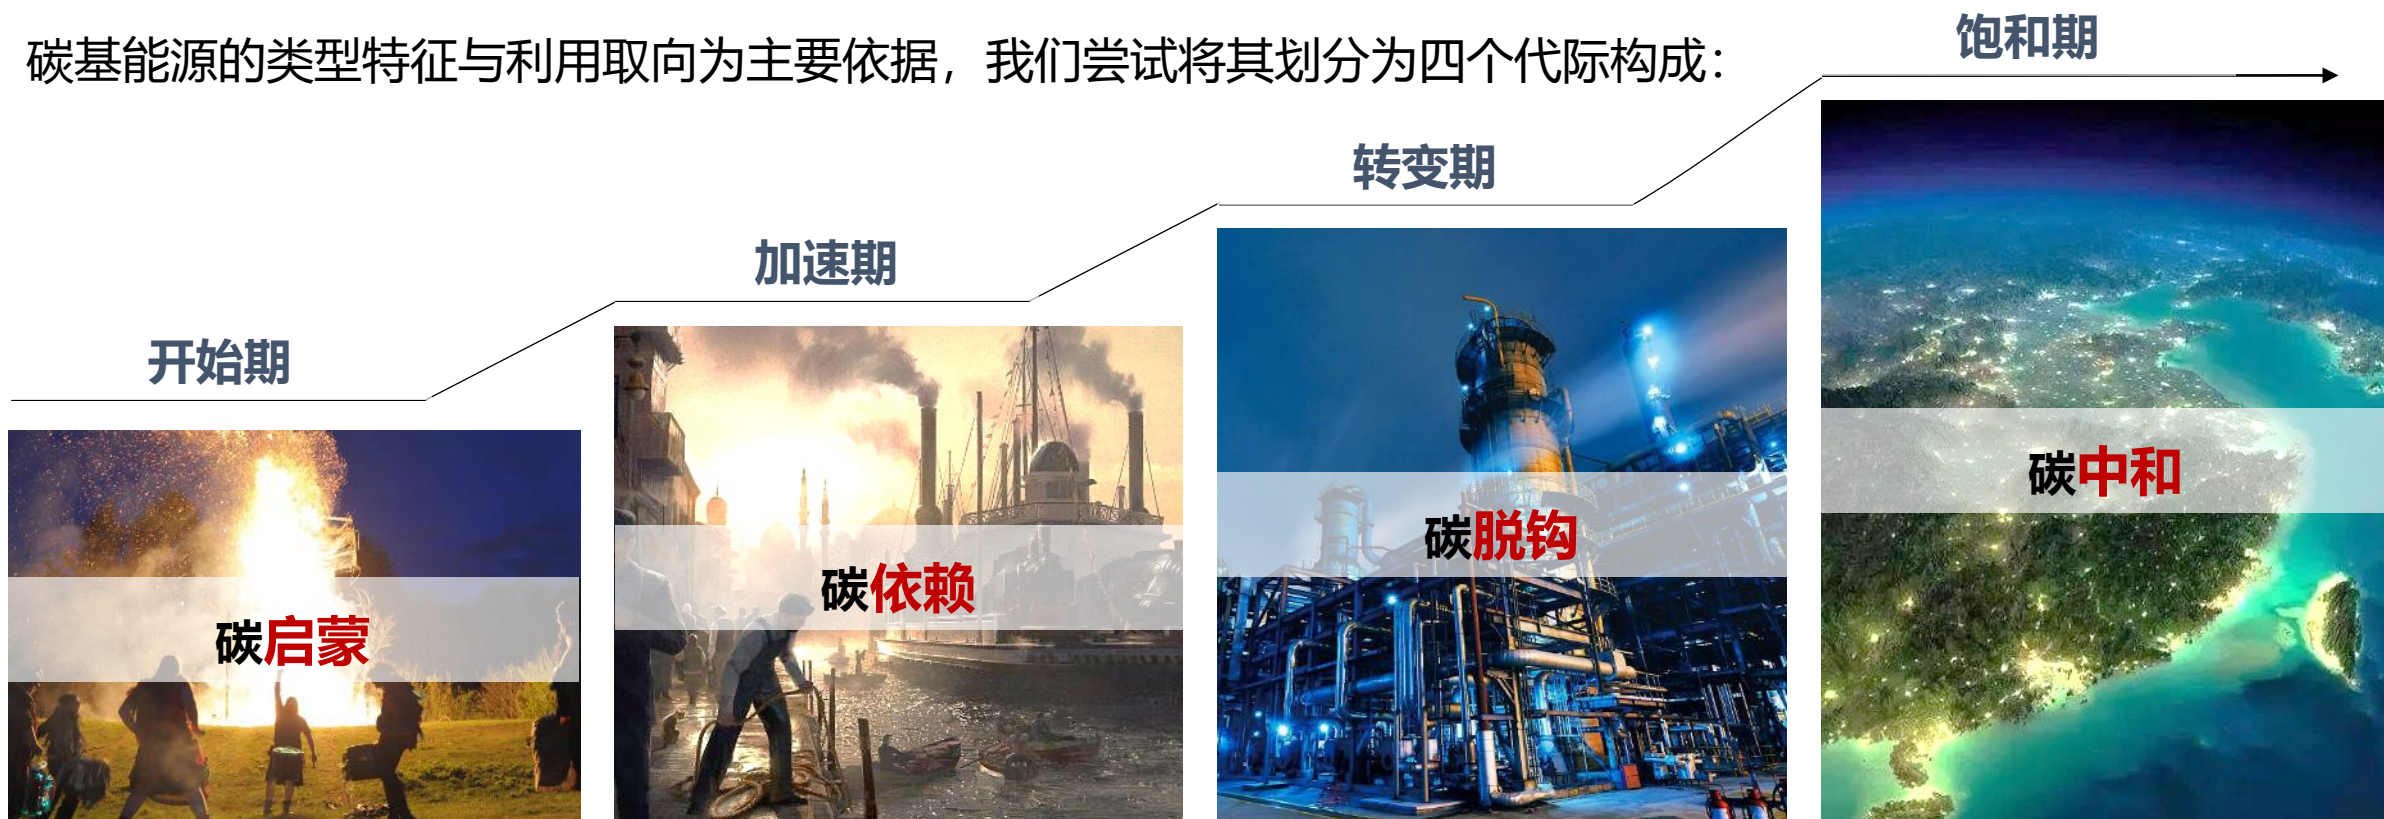 碳基能源的类型特征与利用取向为主要依据，我们尝试将其划分为四个代际构成：
开始期
碳启蒙
加速期
碳依赖
转变期
碳脱钩
饱和期
碳中和